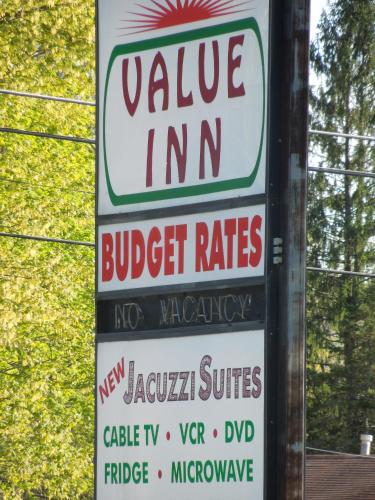 VALUE
INN
BUDGET RATES
NO VACANCY
NEW JACUZZI SUITES
CABLE TV • VCR • DVD
FRIDGE • MICROWAVE